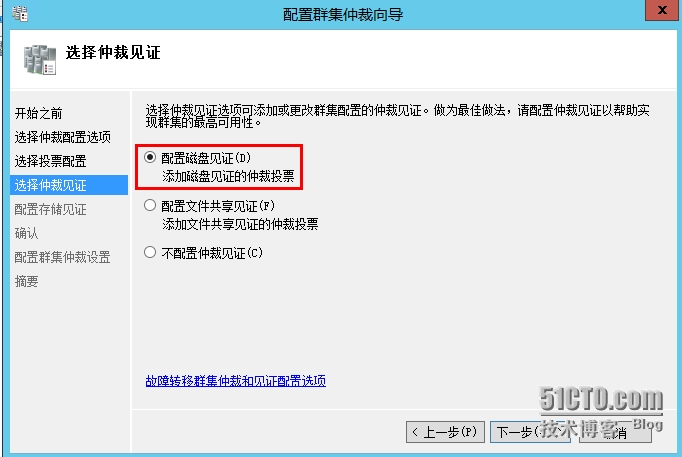 配置群集仲裁向导
x
选择仲裁见证
开始之前
选择仲裁配置选项
选择投票配置
选择仲裁见证
配置存储见证
确认
配置群集仲裁设置
摘要
选择仲裁见证选项可添加或更改群集配置的仲裁见证。做为最佳做法，请配置仲裁见证以帮助实
现群集的最高可用性。
配置磁盘见证(D)
添加磁盘见证的仲裁投票
配置文件共享见证(F)
添加文件共享见证的仲裁投票
不配置仲裁见证(C)
故障转移群集仲裁和见证配置选项
< 上一步(P)
下一步
消
51CTO.com
技术博客 Blog